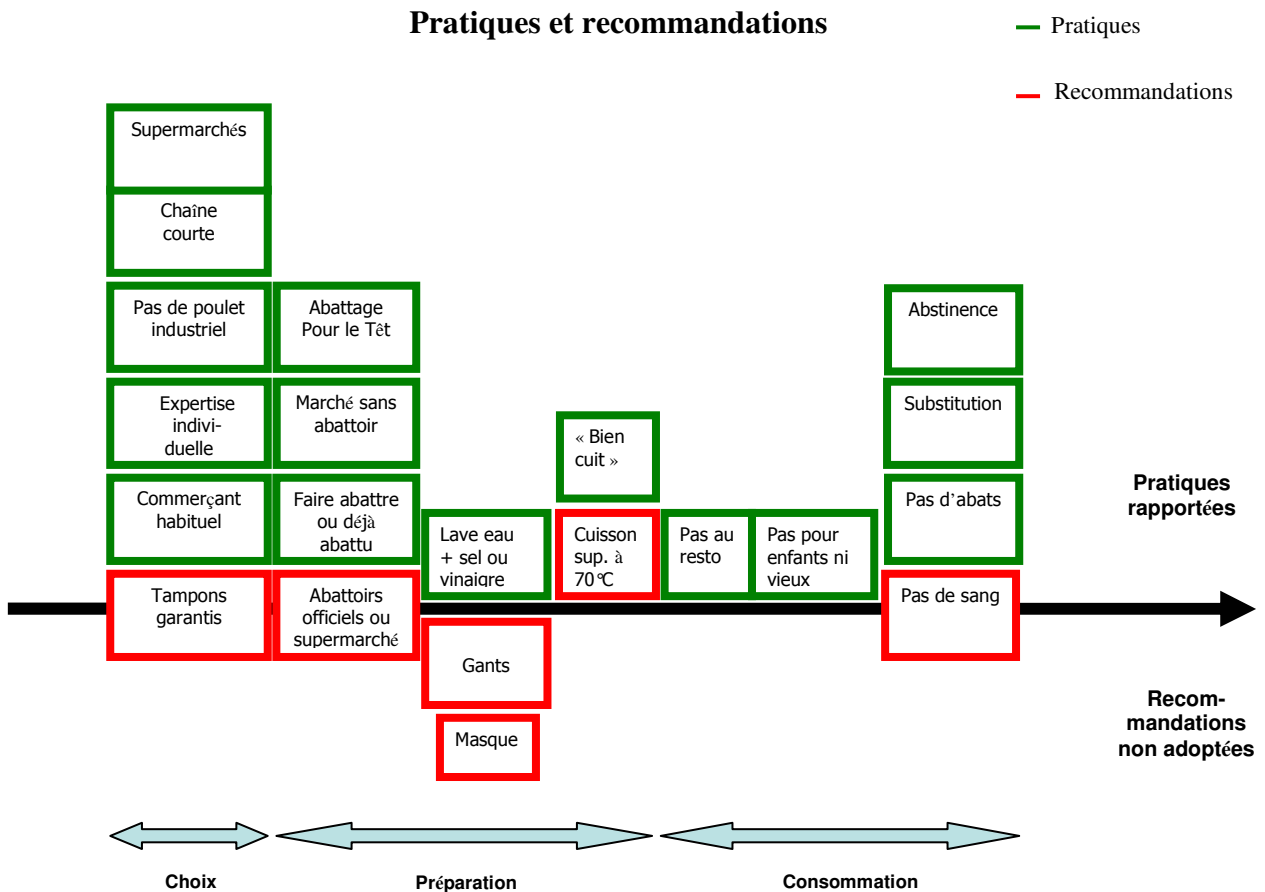 Pratiques et recommandations
Pratiques
Recommandations
Supermarchés
Chaîne
courte
Pas de poulet
industriel
Abattage
Pour le Têt
Abstinence
Expertise
indivi-
duelle
Marché sans
abattoir
« Bien
cuit »
Substitution
Commerçant
habituel
Faire abattre
ou déjà
abattu
Lave eau
+ sel ou
vinaigre
Cuisson
sup. à
70°C
Pas au
resto
Pas pour
enfants ni
vieux
Pas d'abats
Pratiques
rapportées
Tampons
garantis
Abattoirs
officiels ou
supermarché
Pas de sang
Gants
Masque
Recom-
mandations
non adoptées
Choix
Préparation
Consommation